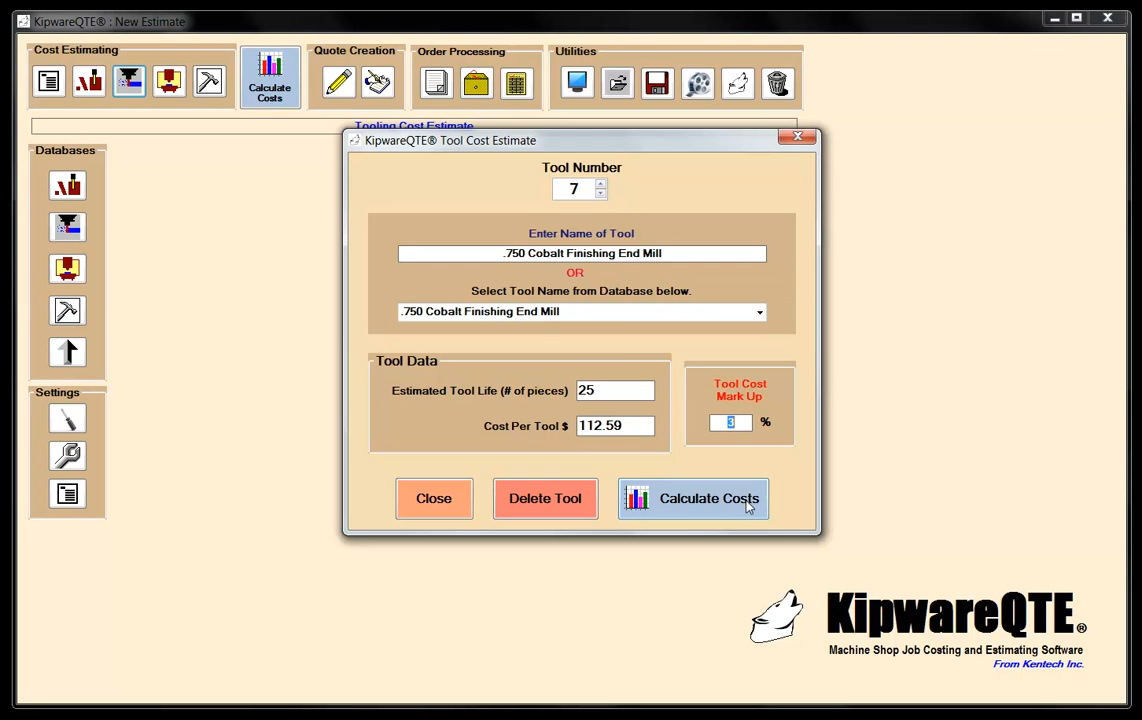 KipwareQTE® : New Estimate
Cost Estimating
Calculate
Costs
Quote Creation
Order Processing
Utilities
Tooling Cost Estimate
Databases
Settings
KipwareQTE® Tool Cost Estimate
Tool Number
7
Enter Name of Tool
.750 Cobalt Finishing End Mill
OR
Select Tool Name from Database below.
.750 Cobalt Finishing End Mill
Tool Data
Estimated Tool Life (# of pieces) 25
Cost Per Tool $ 112.59
Tool Cost
Mark Up
3 %
Close
Delete Tool
Calculate Costs
KipwareQTE®
Machine Shop Job Costing and Estimating Software
From Kentech Inc.